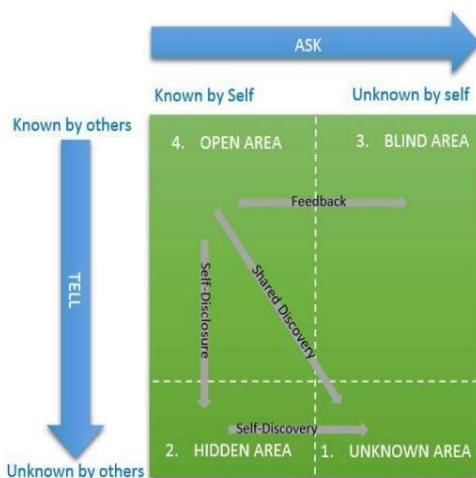 ASK
Known by Self
Unknown by self
Known by others
4. OPEN AREA
3. BLIND AREA
Feedback
TELL
Self-Disclosure
Shared Discovery
Self-Discovery
2. HIDDEN AREA
1. UNKNOWN AREA
Unknown by others